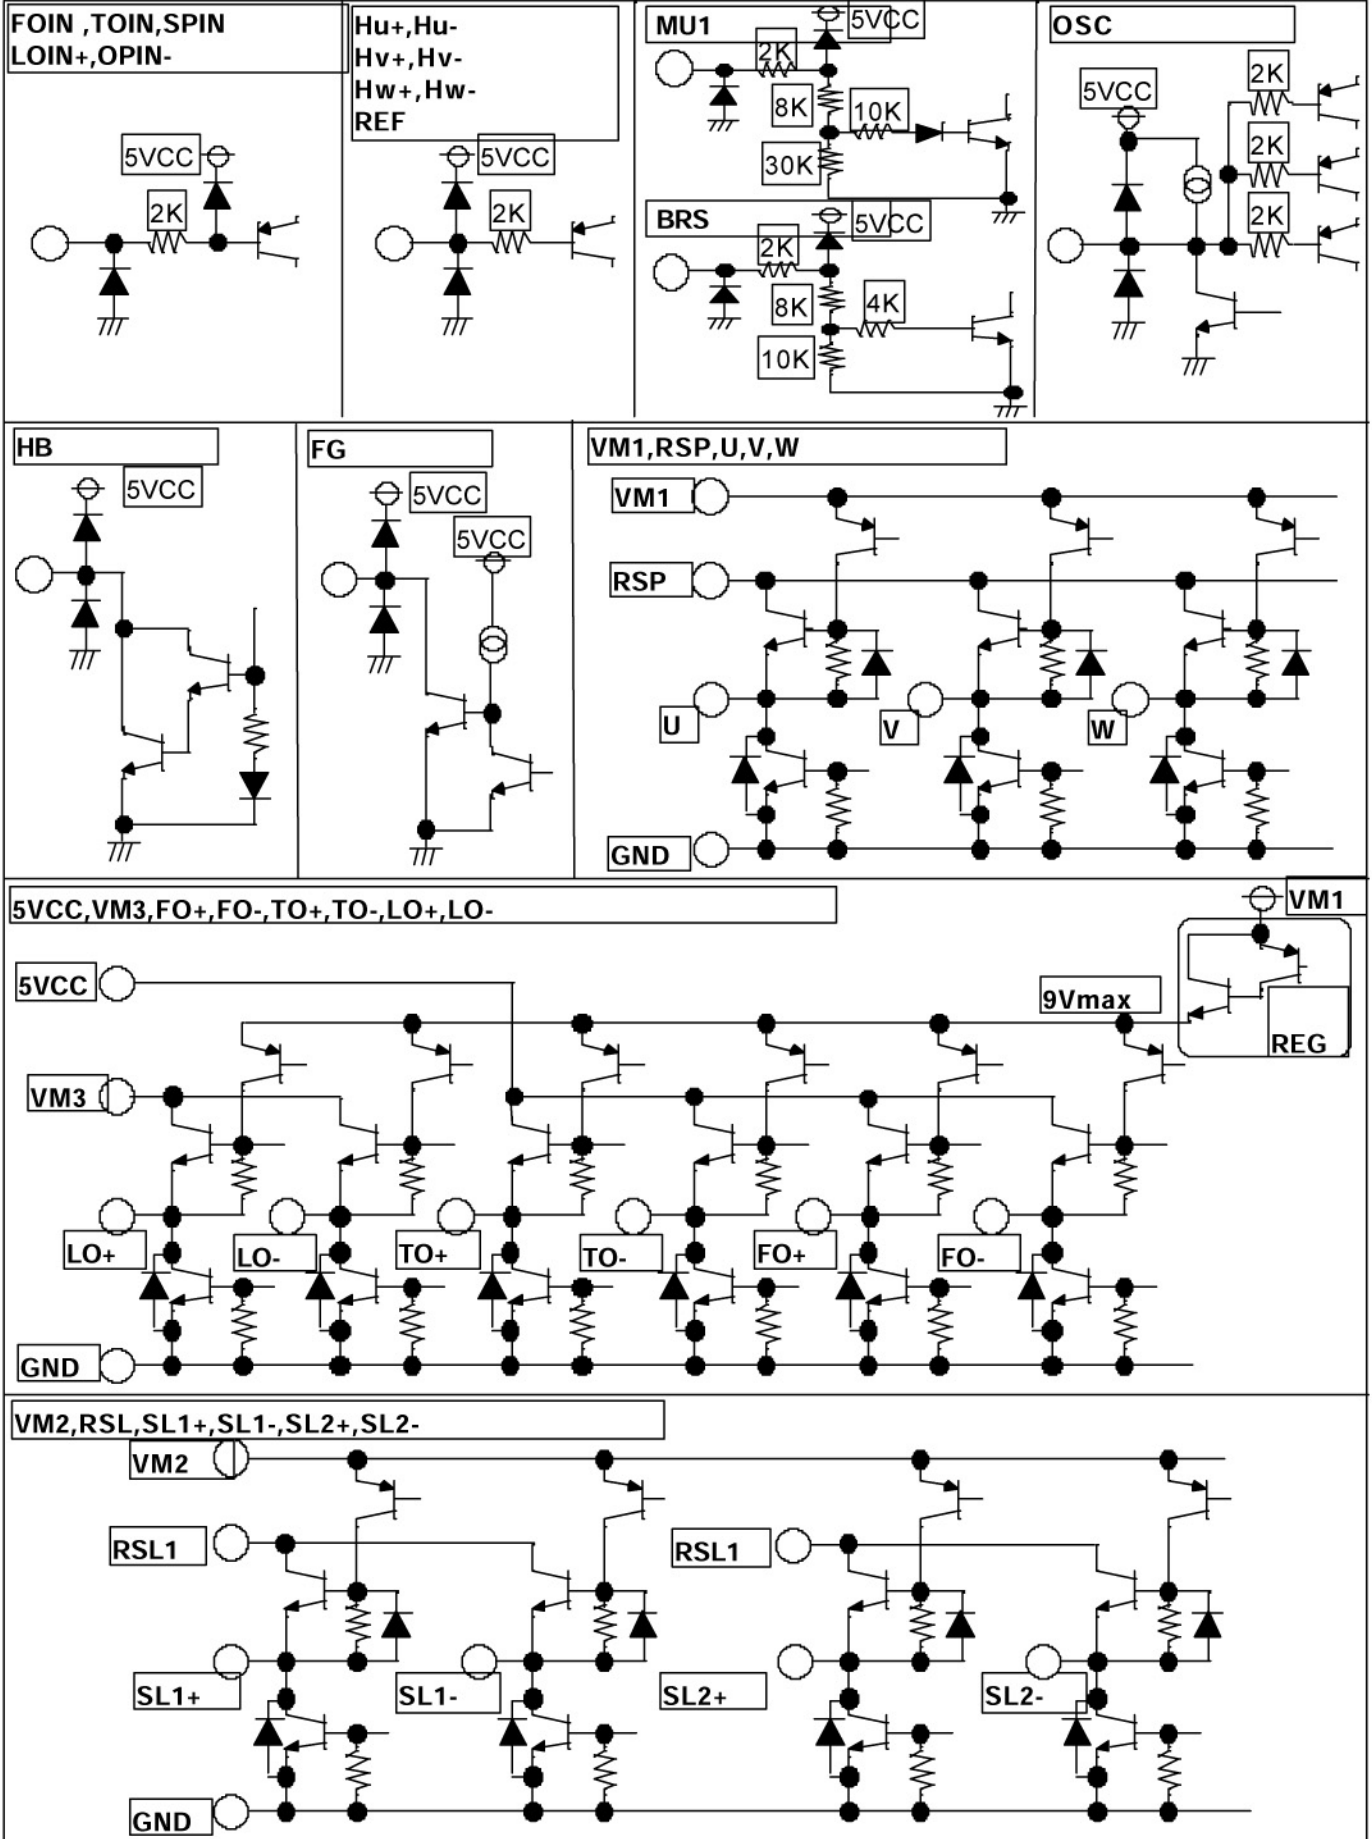 FOIN ,TOIN,SPIN
LOIN+,OPIN-
5VCC
2K
Hu+,Hu-
Hv+,Hv-
Hw+,Hw-
REF
5VCC
2K
MU1
5VCC
2K
8K
10K
30K
BRS
5VCC
2K
8K
4K
10K
OSC
5VCC
2K
2K
2K
HB
5VCC
FG
5VCC
5VCC
VM1,RSP,U,V,W
VM1
RSP
U
V
W
GND
5VCC,VM3,FO+,FO-,TO+,TO-,LO+,LO-
VM1
5VCC
9Vmax
REG
VM3
LO+
LO-
TO+
TO-
FO+
FO-
GND
VM2,RSL,SL1+,SL1-,SL2+,SL2-
VM2
RSL1
RSL1
SL1+
SL1-
SL2+
SL2-
GND